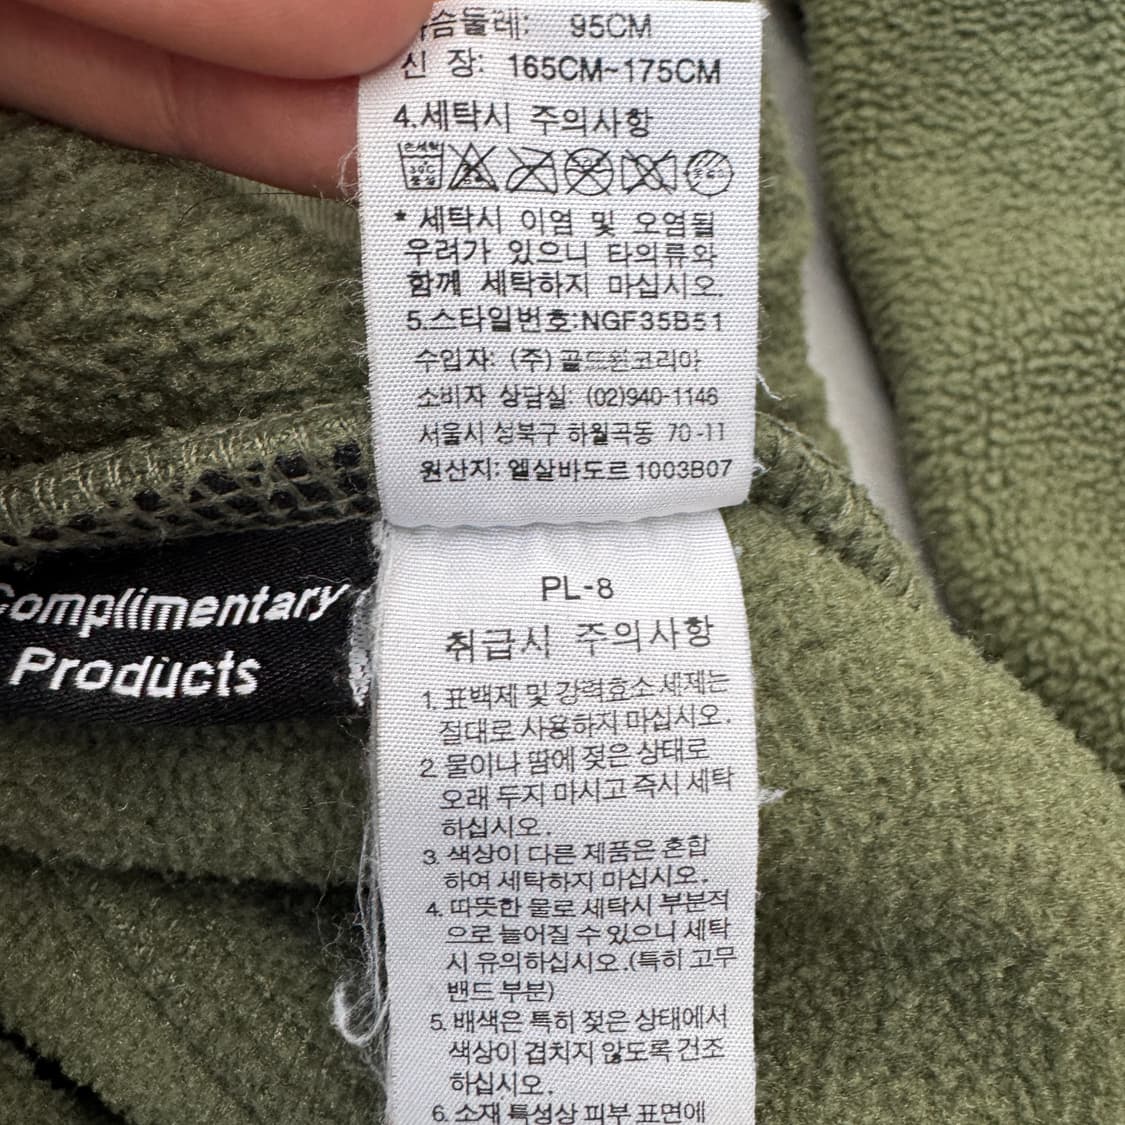 가슴둘레: 95CM
신 장: 165CM~175CM
4.세탁시 주의사항
* 세탁시 이염 및 오염될
우려가 있으니 타의류와
함께 세탁하지 마십시오.
5.스타일번호:NGF35B51
수입자: (주)골드윈코리아
소비자 상담실: (02)940-1146
서울시 성북구 하월곡동 70-11
원산지: 엘살바도르 1003B07
Complimentary
Products
PL-8
취급시 주의사항
1. 표백제 및 강력효소세제는
절대로 사용하지 마십시오.
2. 물이나 땀에 젖은 상태로
오래 두지 마시고 즉시 세탁
하십시오.
3. 색상이 다른 제품은 혼합
하여 세탁하지 마십시오.
4. 따뜻한 물로 세탁시 부분적
으로 늘어질 수 있으니 세탁
시 유의하십시오.(특히 고무
밴드 부분)
5. 배색은 특히 젖은 상태에서
색상이 겹치지 않도록 건조
하십시오.
6. 소재 특성상 피부 표면에